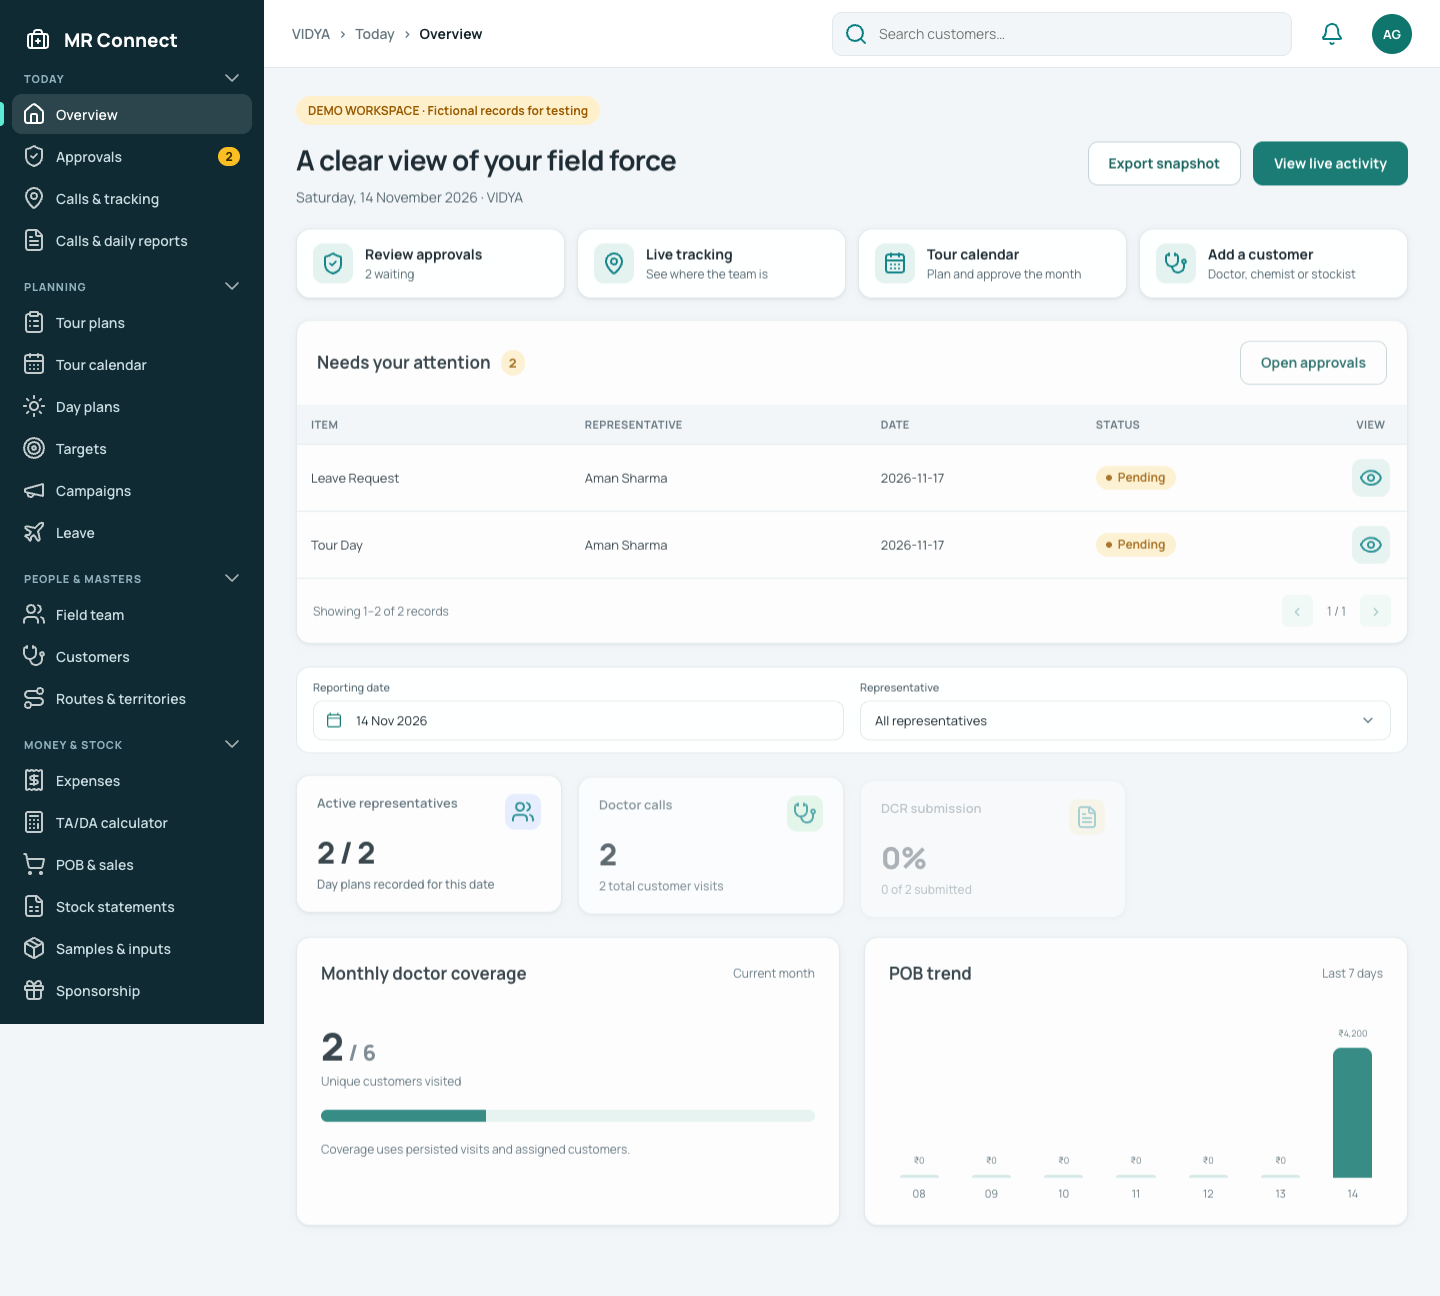 MR Connect
TODAY
Overview
Approvals 2
Calls & tracking
Calls & daily reports
PLANNING
Tour plans
Tour calendar
Day plans
Targets
Campaigns
Leave
PEOPLE & MASTERS
Field team
Customers
Routes & territories
MONEY & STOCK
Expenses
TA/DA calculator
POB & sales
Stock statements
Samples & inputs
Sponsorship
VIDYA › Today › Overview
Search customers...
AG
DEMO WORKSPACE · Fictional records for testing
A clear view of your field force
Saturday, 14 November 2026 · VIDYA
Export snapshot
View live activity
Review approvals
2 waiting
Live tracking
See where the team is
Tour calendar
Plan and approve the month
Add a customer
Doctor, chemist or stockist
Needs your attention 2
Open approvals
ITEM REPRESENTATIVE DATE STATUS VIEW
Leave Request Aman Sharma 2026-11-17 Pending
Tour Day Aman Sharma 2026-11-17 Pending
Showing 1–2 of 2 records
1 / 1
Reporting date
14 Nov 2026
Representative
All representatives
Active representatives
2 / 2
Day plans recorded for this date
Doctor calls
2
2 total customer visits
DCR submission
0%
0 of 2 submitted
Monthly doctor coverage
Current month
2 / 6
Unique customers visited
Coverage uses persisted visits and assigned customers.
POB trend
Last 7 days
₹4,200
₹0 ₹0 ₹0 ₹0 ₹0 ₹0
08 09 10 11 12 13 14